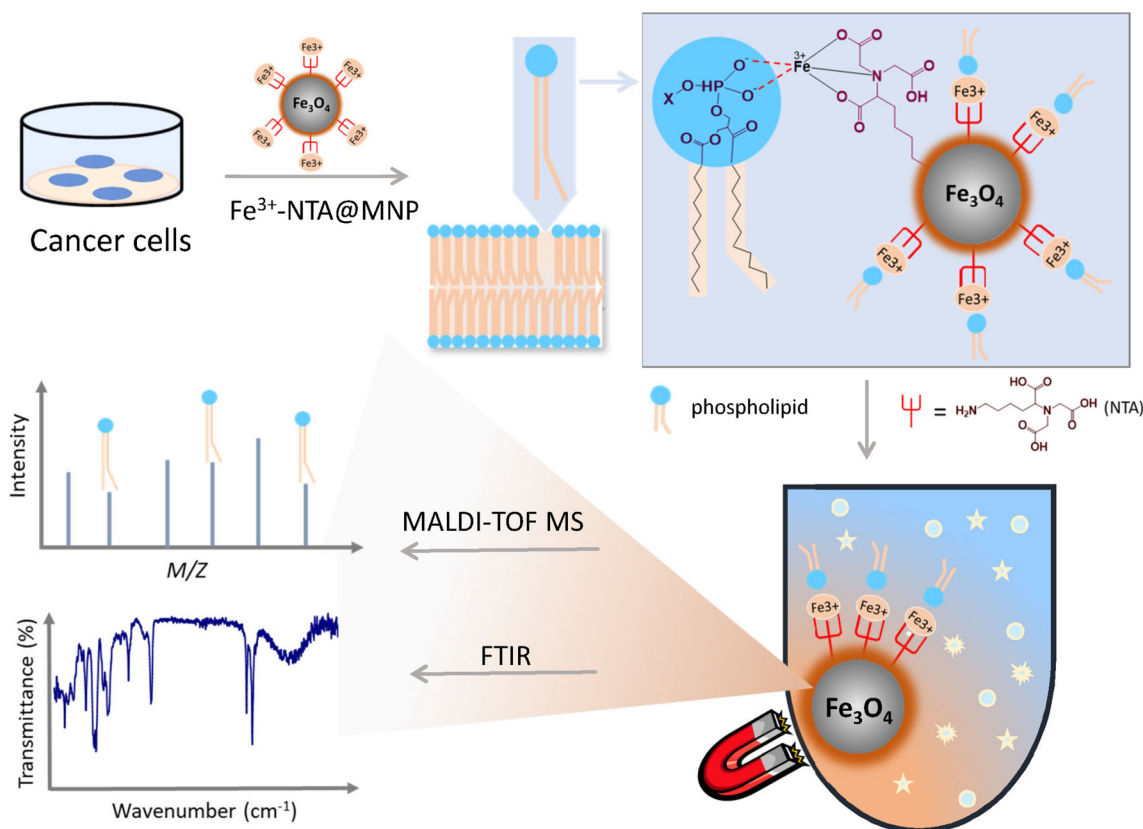 Fe3+
Fe3+
Fe3+
Fe₃O₄
Fe3+
Fe3+
Fe3+
Fe³⁺-NTA@MNP
Cancer cells
O
O
O⁻
3+
Fe
X
O
HP
O⁻
N
O
OH
O
O
O
O
O
O
Fe3+
Fe3+
Fe₃O₄
Fe3+
Fe3+
Fe3+
phospholipid
=
HO
O
H₂N
N
O
OH
O
OH
(NTA)
Intensity
M/Z
MALDI-TOF MS
FTIR
Transmittance (%)
Wavenumber (cm⁻¹)
Fe3+
Fe3+
Fe3+
Fe₃O₄